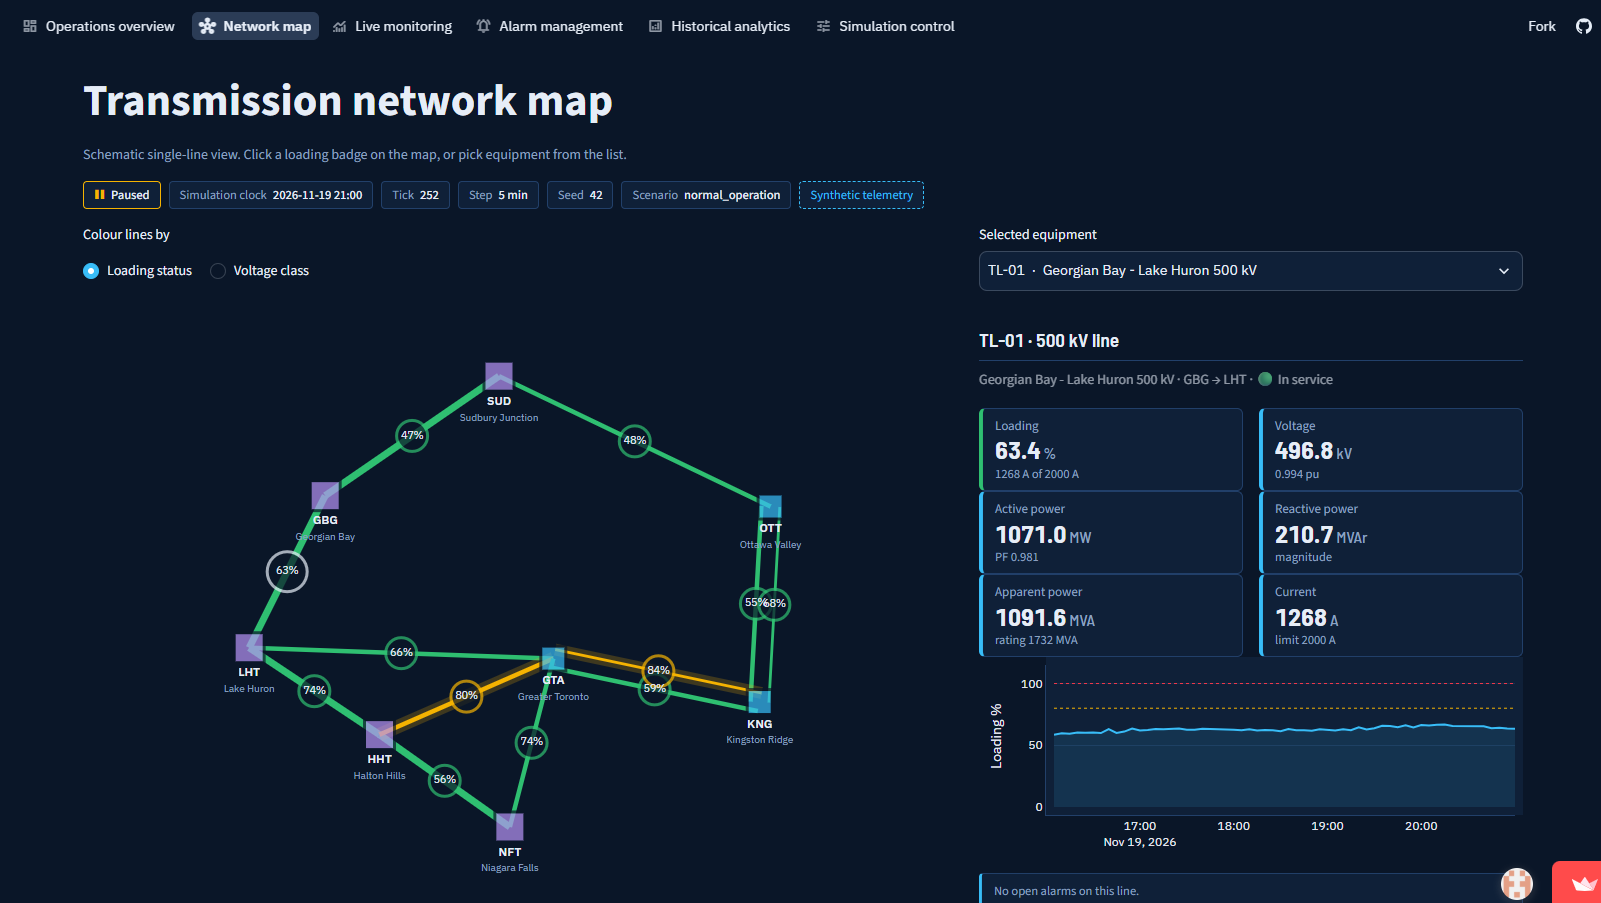 Operations overview
Network map
Live monitoring
Alarm management
Historical analytics
Simulation control
Fork
Transmission network map
Schematic single-line view. Click a loading badge on the map, or pick equipment from the list.
Paused
Simulation clock 2026-11-19 21:00
Tick 252
Step 5 min
Seed 42
Scenario normal_operation
Synthetic telemetry
Colour lines by
Loading status
Voltage class
SUD
Sudbury Junction
47%
48%
GBG
Georgian Bay
OTT
Ottawa Valley
63%
55%
68%
LHT
Lake Huron
66%
GTA
Greater Toronto
84%
59%
74%
80%
KNG
Kingston Ridge
HHT
Halton Hills
74%
56%
NFT
Niagara Falls
Selected equipment
TL-01 · Georgian Bay - Lake Huron 500 kV
TL-01 · 500 kV line
Georgian Bay - Lake Huron 500 kV · GBG → LHT · In service
Loading
63.4 %
1268 A of 2000 A
Voltage
496.8 kV
0.994 pu
Active power
1071.0 MW
PF 0.981
Reactive power
210.7 MVAr
magnitude
Apparent power
1091.6 MVA
rating 1732 MVA
Current
1268 A
limit 2000 A
Loading %
100
50
0
17:00
18:00
19:00
20:00
Nov 19, 2026
No open alarms on this line.